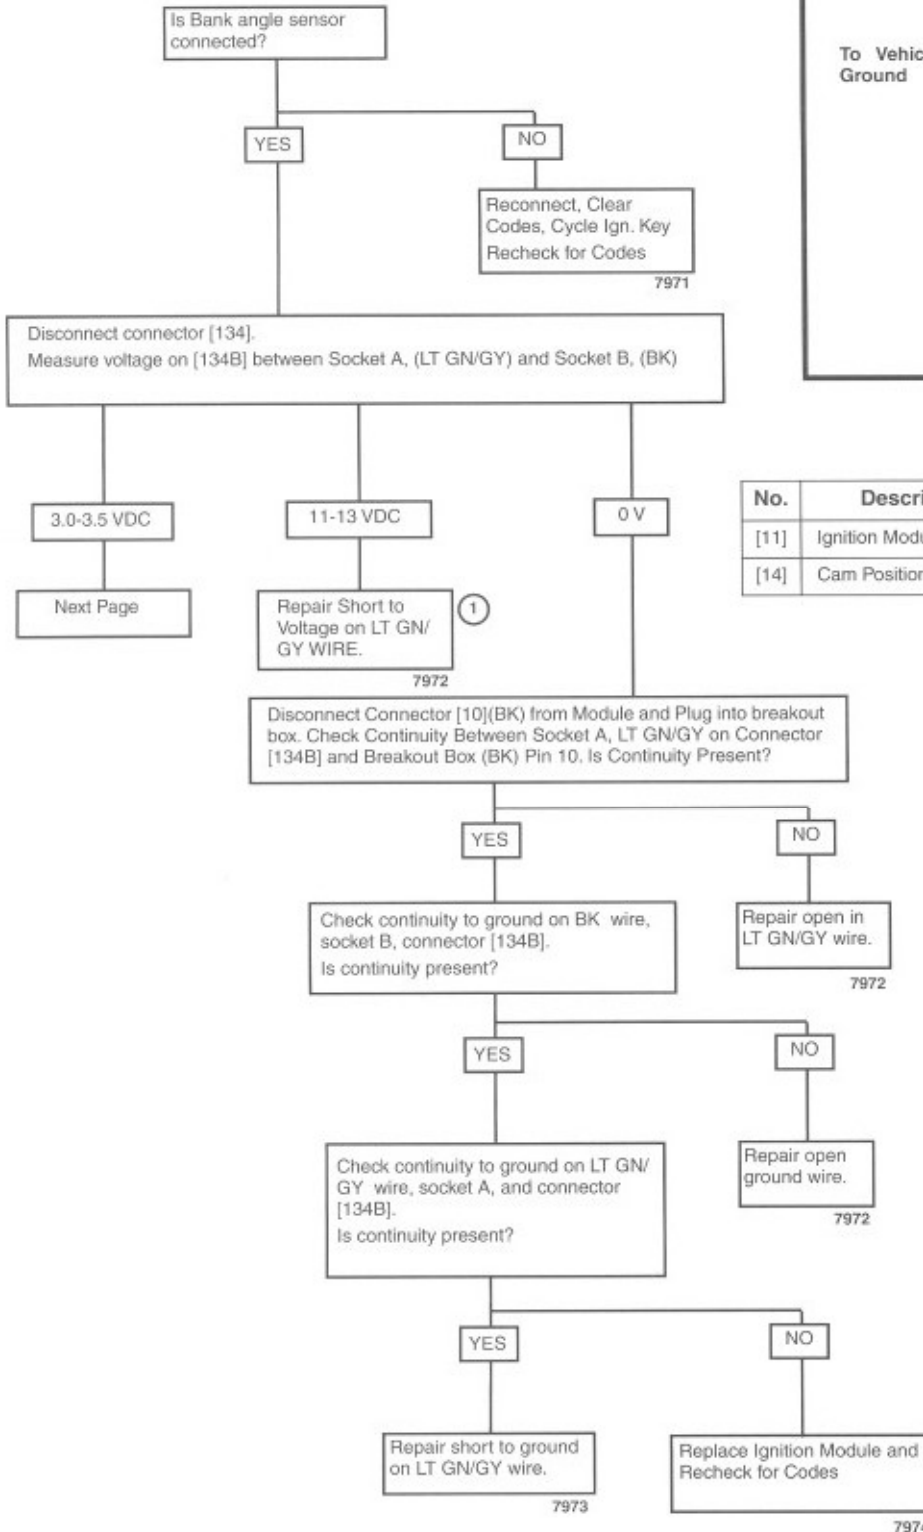 Is Bank angle sensor
connected?
To Vehic
Ground
YES
NO
Reconnect, Clear
Codes, Cycle Ign. Key
Recheck for Codes
7971
Disconnect connector [134].
Measure voltage on [134B] between Socket A, (LT GN/GY) and Socket B, (BK)
3.0-3.5 VDC
11-13 VDC
0 V
No. Descri
[11] Ignition Modu
[14] Cam Position
Next Page
Repair Short to
Voltage on LT GN/
GY WIRE.
1
7972
Disconnect Connector [10](BK) from Module and Plug into breakout
box. Check Continuity Between Socket A, LT GN/GY on Connector
[134B] and Breakout Box (BK) Pin 10. Is Continuity Present?
YES
NO
Check continuity to ground on BK wire,
socket B, connector [134B].
Is continuity present?
Repair open in
LT GN/GY wire.
7972
YES
NO
Check continuity to ground on LT GN/
GY wire, socket A, and connector
[134B].
Is continuity present?
Repair open
ground wire.
7972
YES
NO
Repair short to ground
on LT GN/GY wire.
7973
Replace Ignition Module and
Recheck for Codes
7974